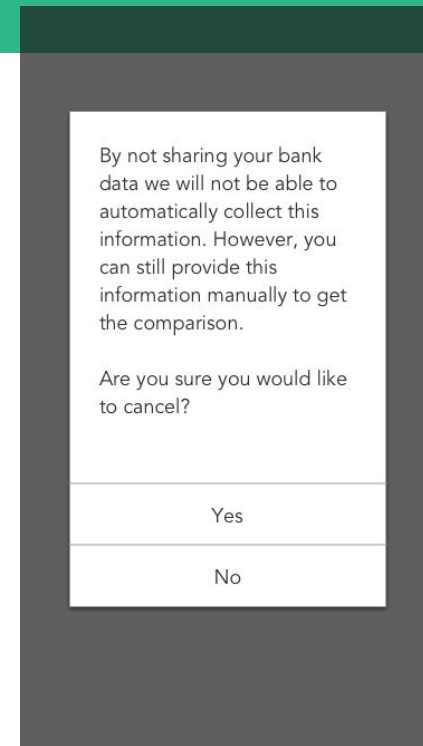 By not sharing your bank
data we will not be able to
automatically collect this
information. However, you
can still provide this
information manually to get
the comparison.
Are you sure you would like
to cancel?
Yes
No